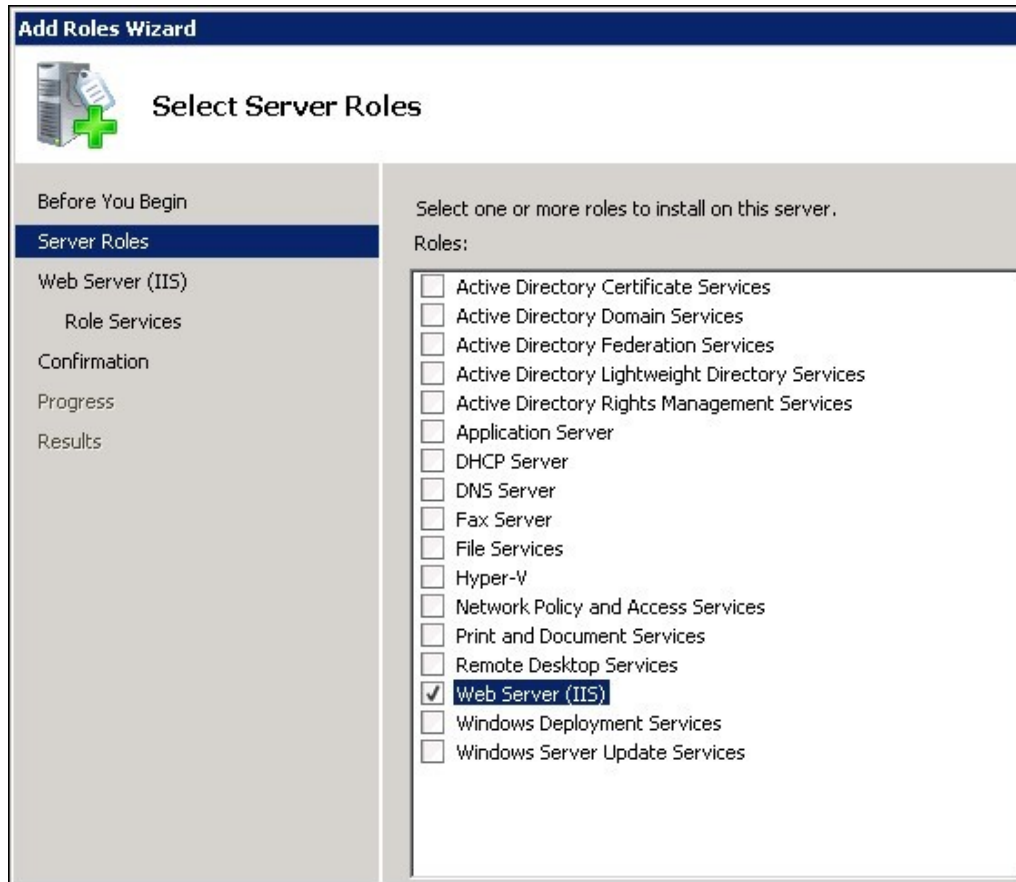 Add Roles Wizard
Select Server Roles
Before You Begin
Server Roles
Web Server (IIS)
Role Services
Confirmation
Progress
Results
Select one or more roles to install on this server.
Roles:
Active Directory Certificate Services
Active Directory Domain Services
Active Directory Federation Services
Active Directory Lightweight Directory Services
Active Directory Rights Management Services
Application Server
DHCP Server
DNS Server
Fax Server
File Services
Hyper-V
Network Policy and Access Services
Print and Document Services
Remote Desktop Services
Web Server (IIS)
Windows Deployment Services
Windows Server Update Services